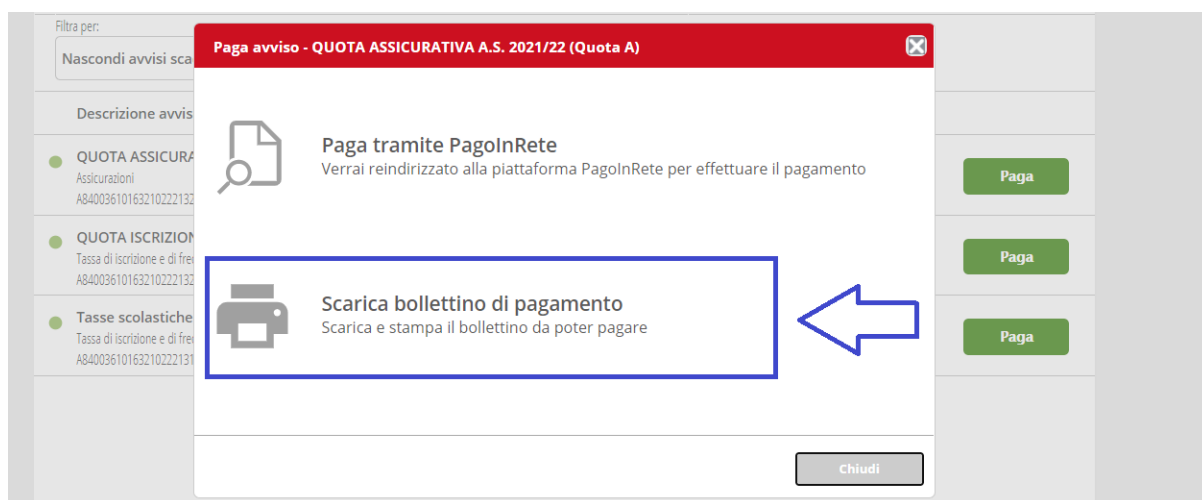 Filtra per:
Nascondi avvisi sca
Descrizione avvis
QUOTA ASSICURA
Assicurazioni
A84003610163210222132
Paga
QUOTA ISCRIZION
Tassa di iscrizione e di fre
A84003610163210222132
Paga
Tasse scolastiche
Tassa di iscrizione e di fre
A84003610163210222131
Paga
Paga avviso - QUOTA ASSICURATIVA A.S. 2021/22 (Quota A)
Paga tramite PagoInRete
Verrai reindirizzato alla piattaforma PagoInRete per effettuare il pagamento
Scarica bollettino di pagamento
Scarica e stampa il bollettino da poter pagare
Chiudi